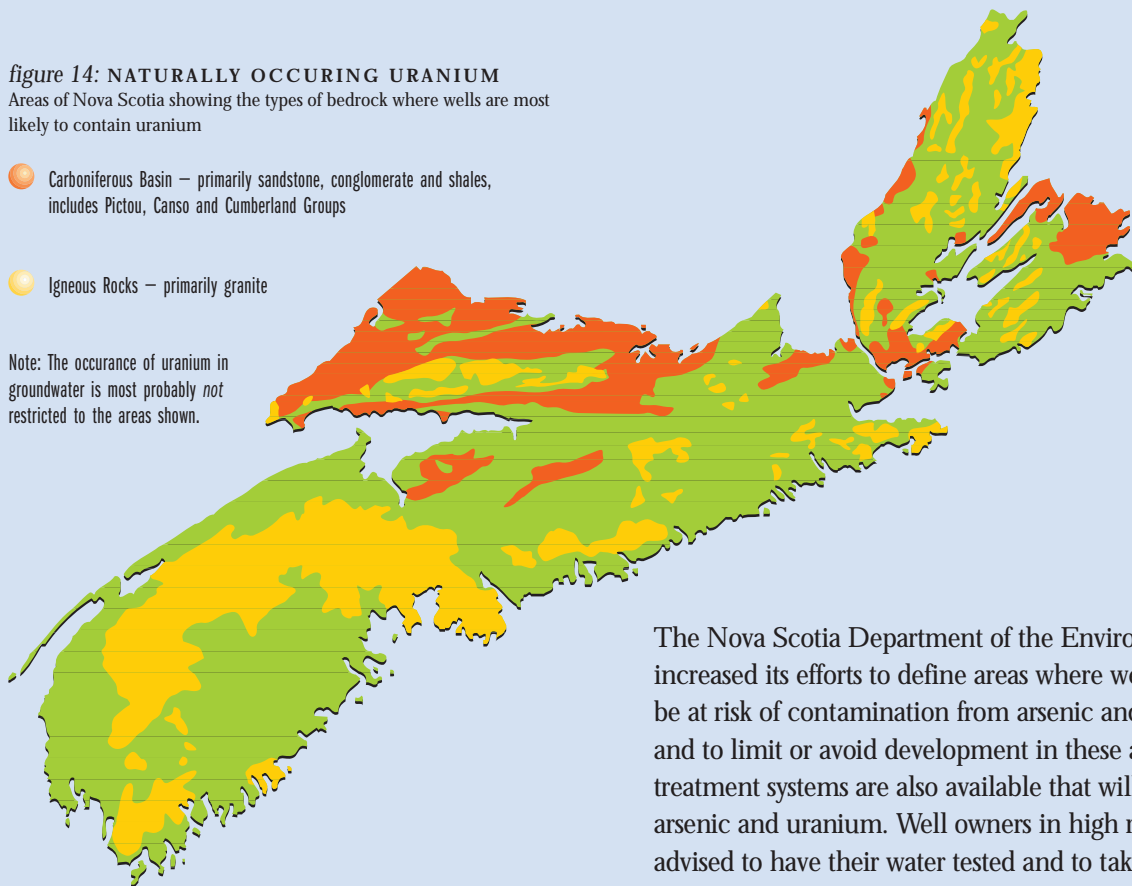 figure 14: NATURALLY OCCURING URANIUM
Areas of Nova Scotia showing the types of bedrock where wells are most
likely to contain uranium
Carboniferous Basin – primarily sandstone, conglomerate and shales,
includes Pictou, Canso and Cumberland Groups
Igneous Rocks – primarily granite
Note: The occurance of uranium in
groundwater is most probably not
restricted to the areas shown.
The Nova Scotia Department of the
increased its efforts to define areas where
be at risk of contamination from arsenic
and to limit or avoid development in these
treatment systems are also available that
arsenic and uranium. Well owners in high
advised to have their water tested and to